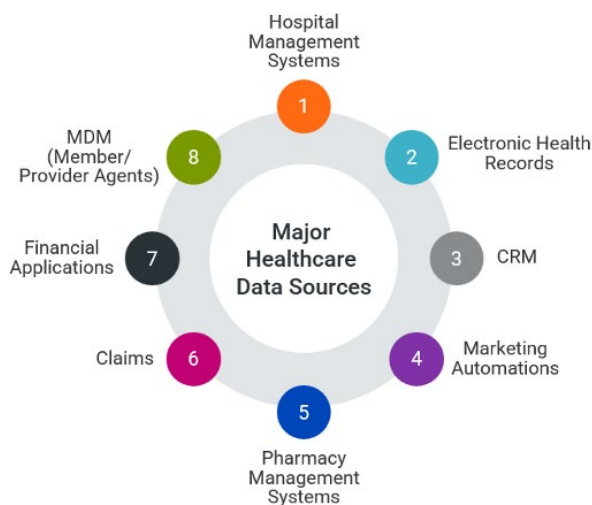 Hospital
Management
Systems
1
2
Electronic Health
Records
3
CRM
4
Marketing
Automations
5
Pharmacy
Management
Systems
6
Claims
7
Financial
Applications
8
MDM
(Member/
Provider Agents)
Major
Healthcare
Data Sources